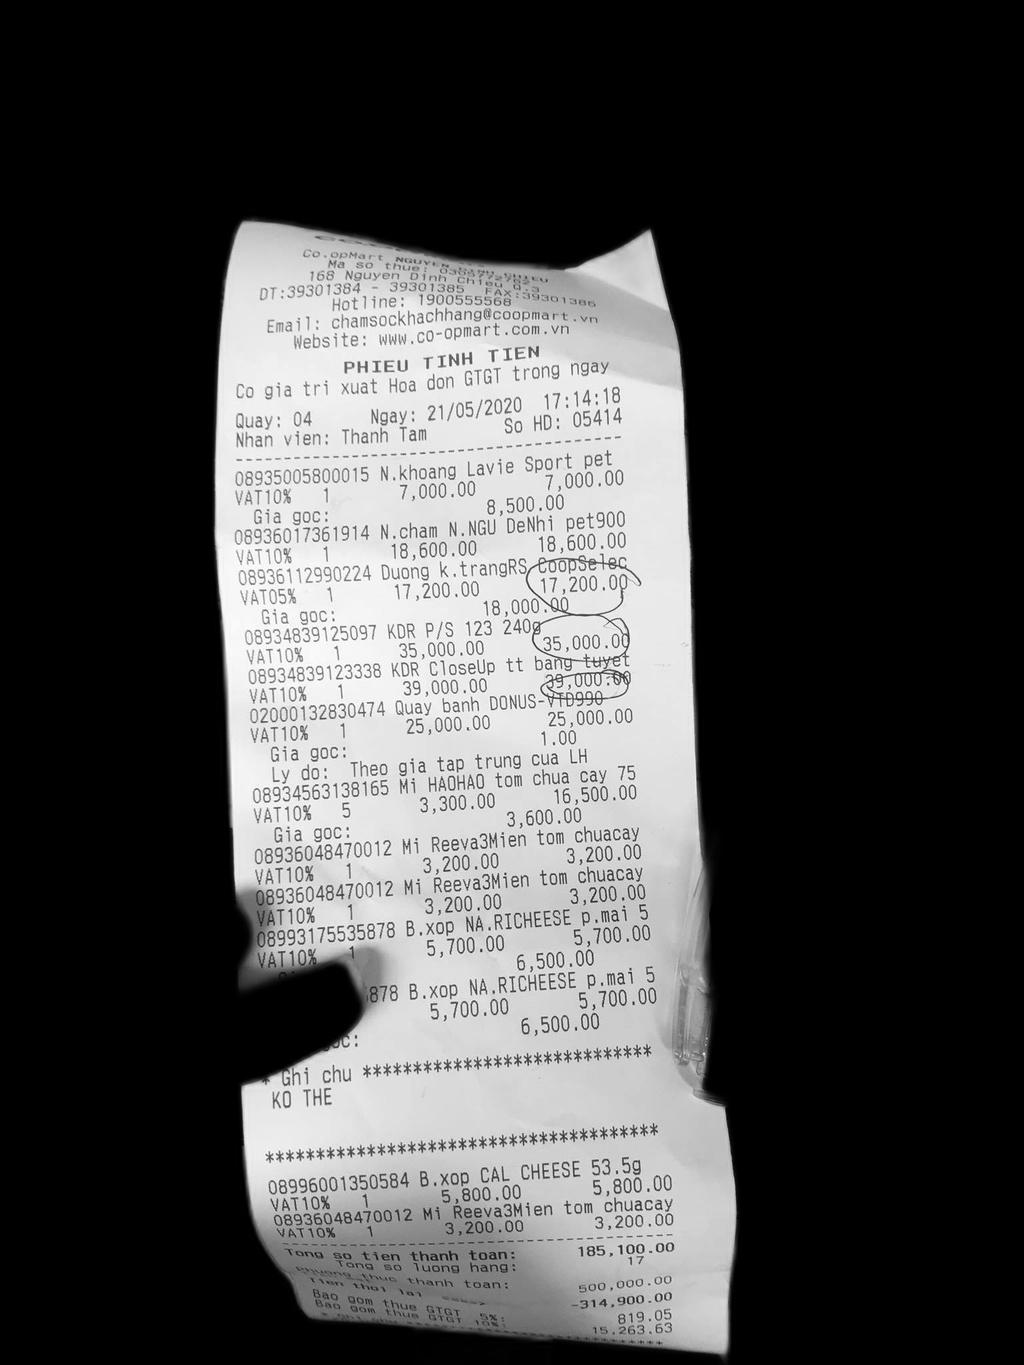 Co.opMart NGUYEN DINH CHIEU
Ma so thue:
168 Nguyen Dinh Chieu Q.3
DT:39301384 - 39301385 FAX:39301386
Hotline: 1900555568
Email: chamsockhachhang@coopmart.vn
Website: www.co-opmart.com.vn
PHIEU TINH TIEN
Co gia tri xuat Hoa don GTGT trong ngay
Quay: 04 Ngay: 21/05/2020 17:14:18
Nhan vien: Thanh Tam So HD: 05414
08935005800015 N.khoang Lavie Sport pet
VAT10% 1 7,000.00 7,000.00
Gia goc: 8,500.00
08936017361914 N.cham N.NGU DeNhi pet900
VAT10% 1 18,600.00 18,600.00
08936112990224 Duong k.trangRS CoopSelec
VAT05% 1 17,200.00 17,200.00
Gia goc: 18,000.00
08934839125097 KDR P/S 123 240g
VAT10% 1 35,000.00 35,000.00
08934839123338 KDR CloseUp tt bang tuyet
VAT10% 1 39,000.00 39,000.00
02000132830474 Quay banh DONUS-VTD990
VAT10% 1 25,000.00 25,000.00
Gia goc: 1.00
Ly do: Theo gia tap trung cua LH
08934563138165 Mi HAOHAO tom chua cay 75
VAT10% 5 3,300.00 16,500.00
Gia goc: 3,600.00
08936048470012 Mi Reeva3Mien tom chuacay
VAT10% 1 3,200.00 3,200.00
08936048470012 Mi Reeva3Mien tom chuacay
VAT10% 1 3,200.00 3,200.00
08993175535878 B.xop NA.RICHEESE p.mai 5
VAT10% 1 5,700.00 5,700.00
6,500.00
878 B.xop NA.RICHEESE p.mai 5
5,700.00 5,700.00
goc: 6,500.00
* Ghi chu ****************************
KO THE
***************************************
08996001350584 B.xop CAL CHEESE 53.5g
VAT10% 1 5,800.00 5,800.00
08936048470012 Mi Reeva3Mien tom chuacay
VAT10% 1 3,200.00 3,200.00
Tong so tien thanh toan: 185,100.00
Tong so luong hang: 17
Phuong thuc thanh toan: 500,000.00
Tien thoi lai -314,900.00
Bao gom thue GTGT 5%: 819.05
Bao gom thue GTGT 10%: 15,263.63